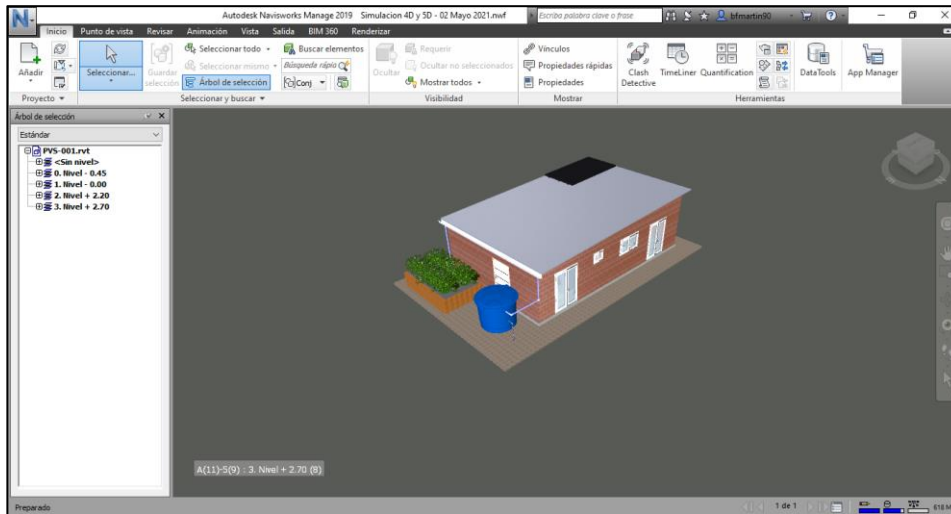 Autodesk Navisworks Manage 2019 Simulacion 4D y 5D - 02 Mayo 2021.nwf
Escriba palabra clave o frase
bfmartin90
Inicio Punto de vista Revisar Animación Vista Salida BIM 360 Renderizar
Añadir
Seleccionar...
Guardar selección
Seleccionar todo
Seleccionar mismo
Árbol de selección
Buscar elementos
Búsqueda rápida
Conj
Ocultar
Requerir
Ocultar no seleccionados
Mostrar todos
Vínculos
Propiedades rápidas
Propiedades
Clash Detective
TimeLiner
Quantification
DataTools
App Manager
Proyecto
Seleccionar y buscar
Visibilidad
Mostrar
Herramientas
Árbol de selección
Estándar
PVS-001.rvt
<Sin nivel>
0. Nivel - 0.45
1. Nivel - 0.00
2. Nivel + 2.20
3. Nivel + 2.70
A(11)-5(9) : 3. Nivel + 2.70 (8)
Preparado
1 de 1